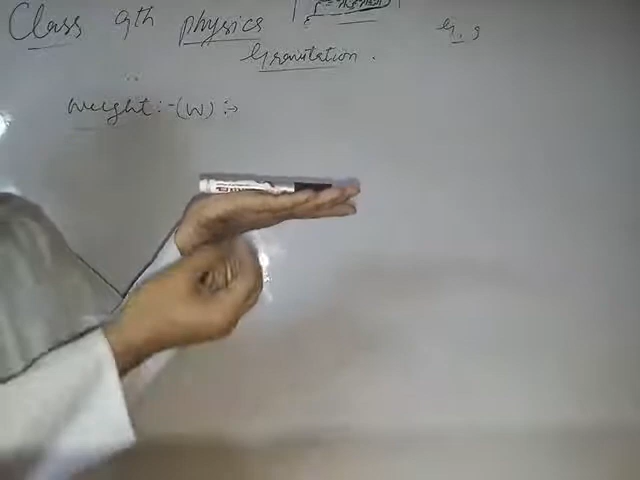 Class 9th physics
G, g
Gravitation.
Weight :- (W) :->